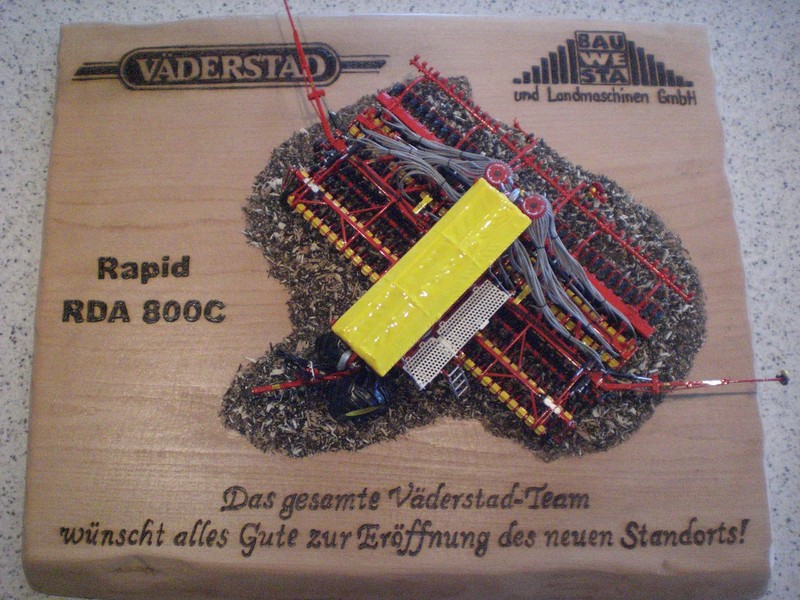 VÄDERSTAD
BAU
WE
STA
und Landmaschinen GmbH
Rapid
RDA 800C
Das gesamte Väderstad-Team
wünscht alles Gute zur Eröffnung des neuen Standorts!